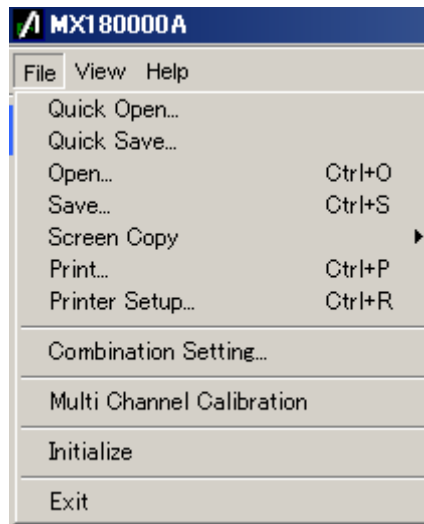 MX180000A
File View Help
Quick Open...
Quick Save...
Open... Ctrl+O
Save... Ctrl+S
Screen Copy
Print... Ctrl+P
Printer Setup... Ctrl+R
Combination Setting...
Multi Channel Calibration
Initialize
Exit